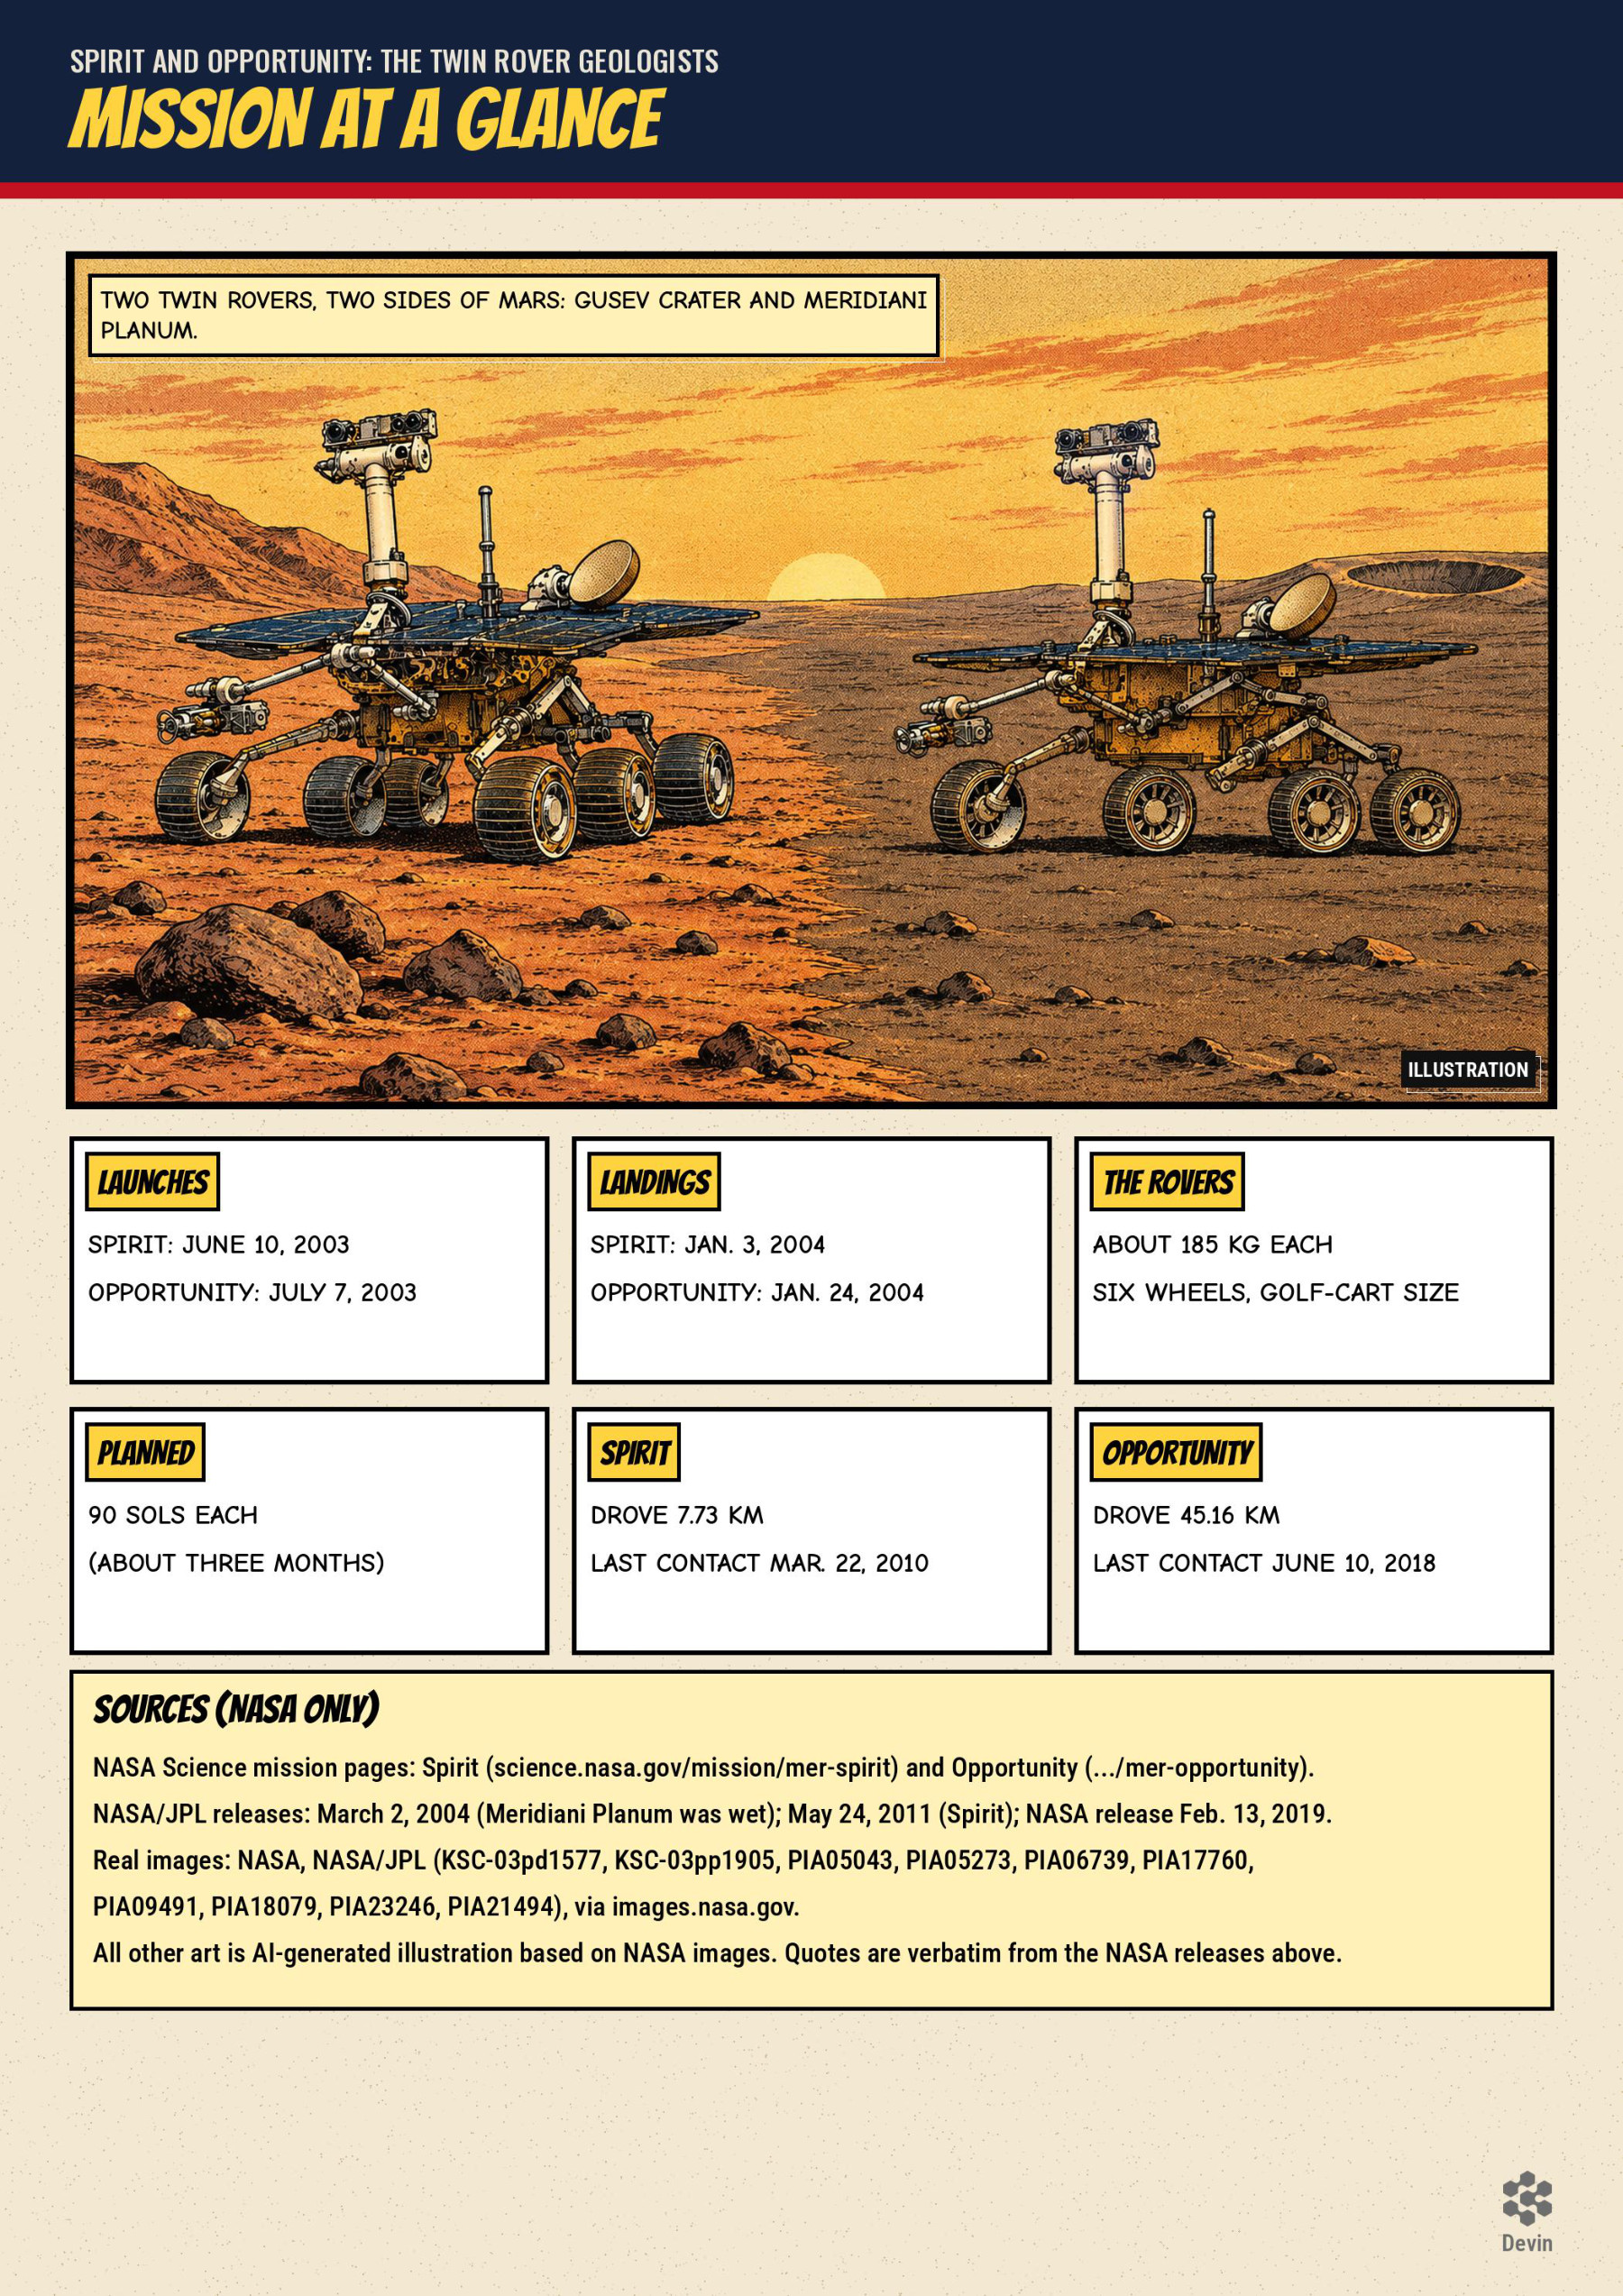 SPIRIT AND OPPORTUNITY: THE TWIN ROVER GEOLOGISTS
MISSION AT A GLANCE
TWO TWIN ROVERS, TWO SIDES OF MARS: GUSEV CRATER AND MERIDIANI
PLANUM.
ILLUSTRATION
LAUNCHES
SPIRIT: JUNE 10, 2003
OPPORTUNITY: JULY 7, 2003
LANDINGS
SPIRIT: JAN. 3, 2004
OPPORTUNITY: JAN. 24, 2004
THE ROVERS
ABOUT 185 KG EACH
SIX WHEELS, GOLF-CART SIZE
PLANNED
90 SOLS EACH
(ABOUT THREE MONTHS)
SPIRIT
DROVE 7.73 KM
LAST CONTACT MAR. 22, 2010
OPPORTUNITY
DROVE 45.16 KM
LAST CONTACT JUNE 10, 2018
SOURCES (NASA ONLY)
NASA Science mission pages: Spirit (science.nasa.gov/mission/mer-spirit) and Opportunity (.../mer-opportunity).
NASA/JPL releases: March 2, 2004 (Meridiani Planum was wet); May 24, 2011 (Spirit); NASA release Feb. 13, 2019.
Real images: NASA, NASA/JPL (KSC-03pd1577, KSC-03pp1905, PIA05043, PIA05273, PIA06739, PIA17760,
PIA09491, PIA18079, PIA23246, PIA21494), via images.nasa.gov.
All other art is AI-generated illustration based on NASA images. Quotes are verbatim from the NASA releases above.
Devin